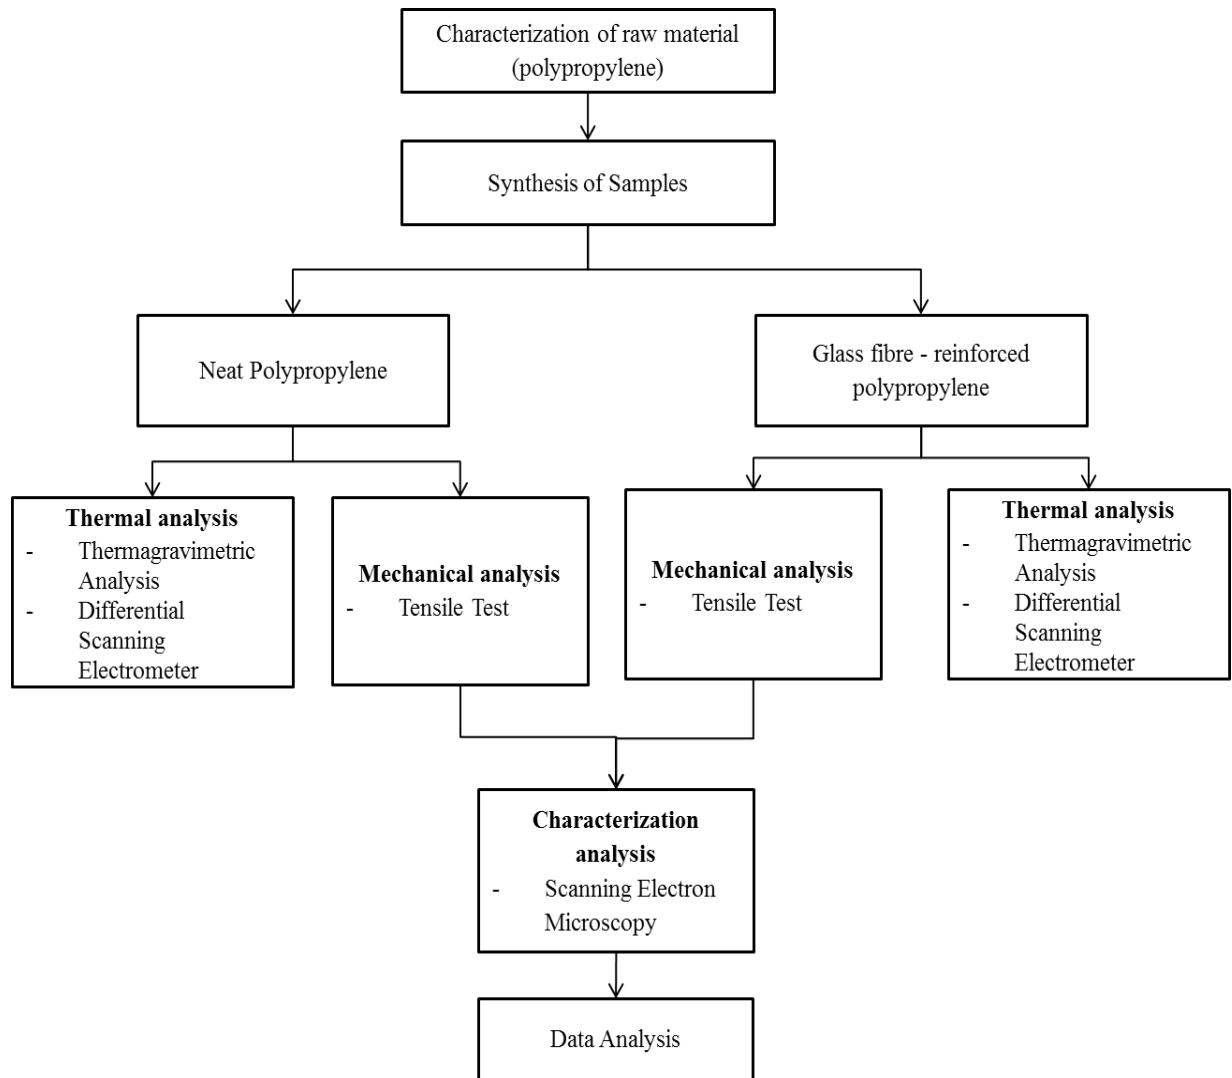 Characterization of raw material
(polypropylene)
Synthesis of Samples
Neat Polypropylene
Glass fibre - reinforced
polypropylene
Thermal analysis
- Thermagravimetric
Analysis
- Differential
Scanning
Electrometer
Mechanical analysis
- Tensile Test
Mechanical analysis
- Tensile Test
Thermal analysis
- Thermagravimetric
Analysis
- Differential
Scanning
Electrometer
Characterization
analysis
- Scanning Electron
Microscopy
Data Analysis